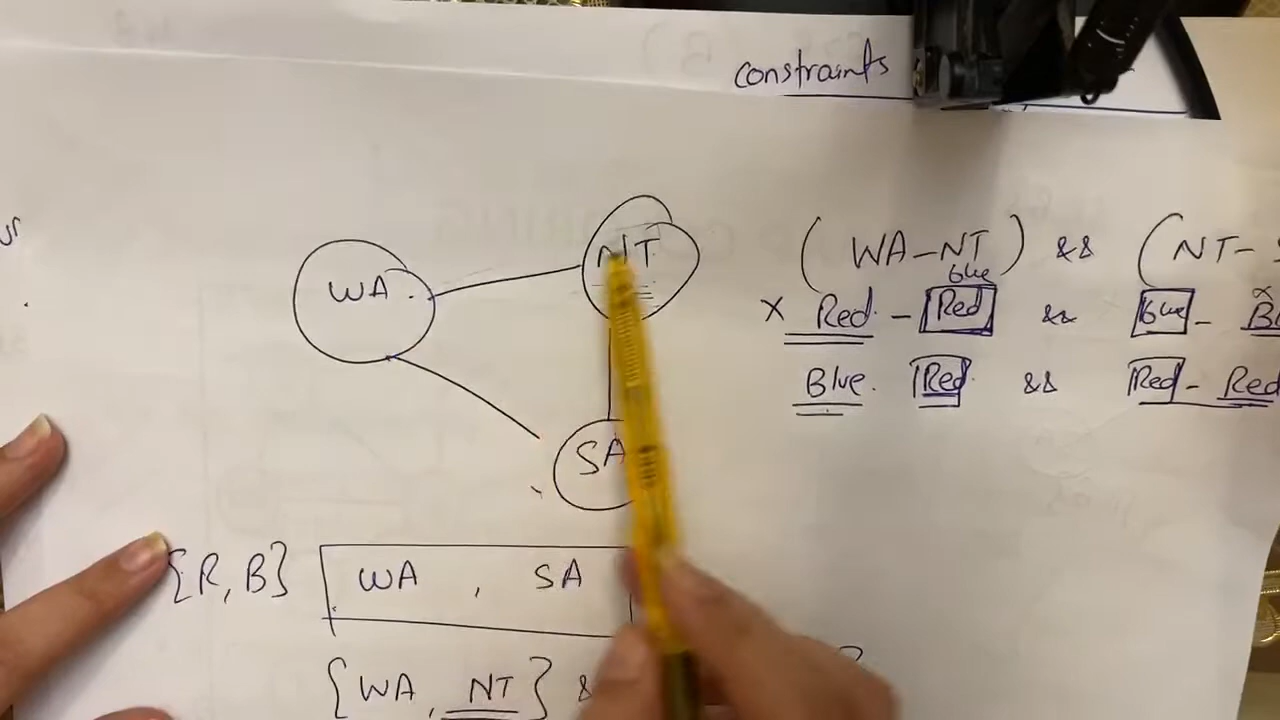 constraints
NT
WA
(WA-NT) && (NT-
blue
X Red - Red && blue - x
Blue Red && Red - Red
SA
{R, B} WA , SA
{WA, NT} &